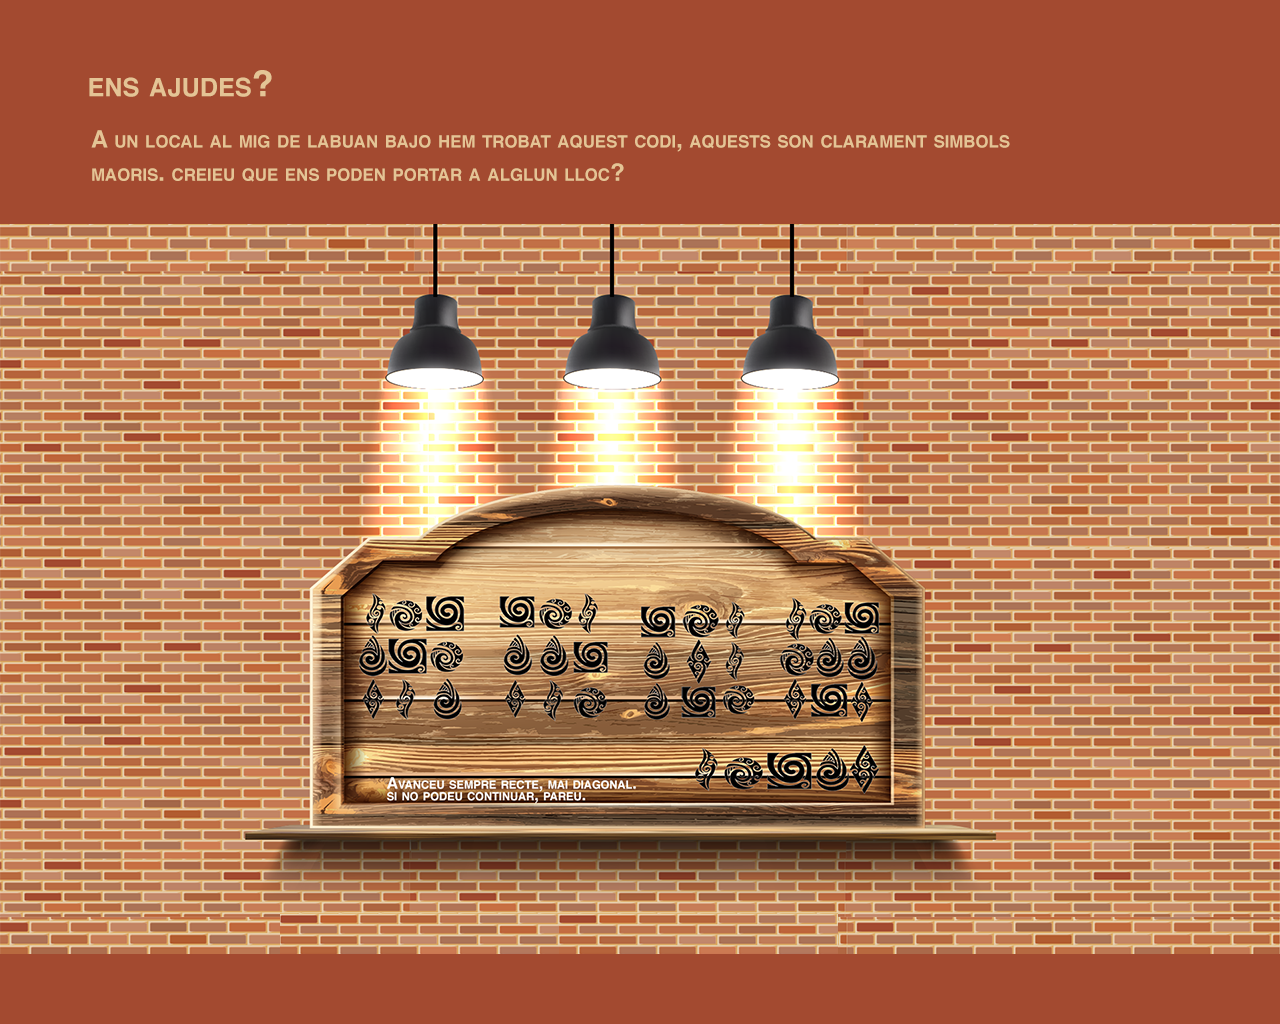 ENS AJUDES?
A UN LOCAL AL MIG DE LABUAN BAJO HEM TROBAT AQUEST CODI, AQUESTS SON CLARAMENT SIMBOLS
MAORIS. CREIEU QUE ENS PODEN PORTAR A ALGLUN LLOC?
AVANCEU SEMPRE RECTE, MAI DIAGONAL.
SI NO PODEU CONTINUAR, PAREU.